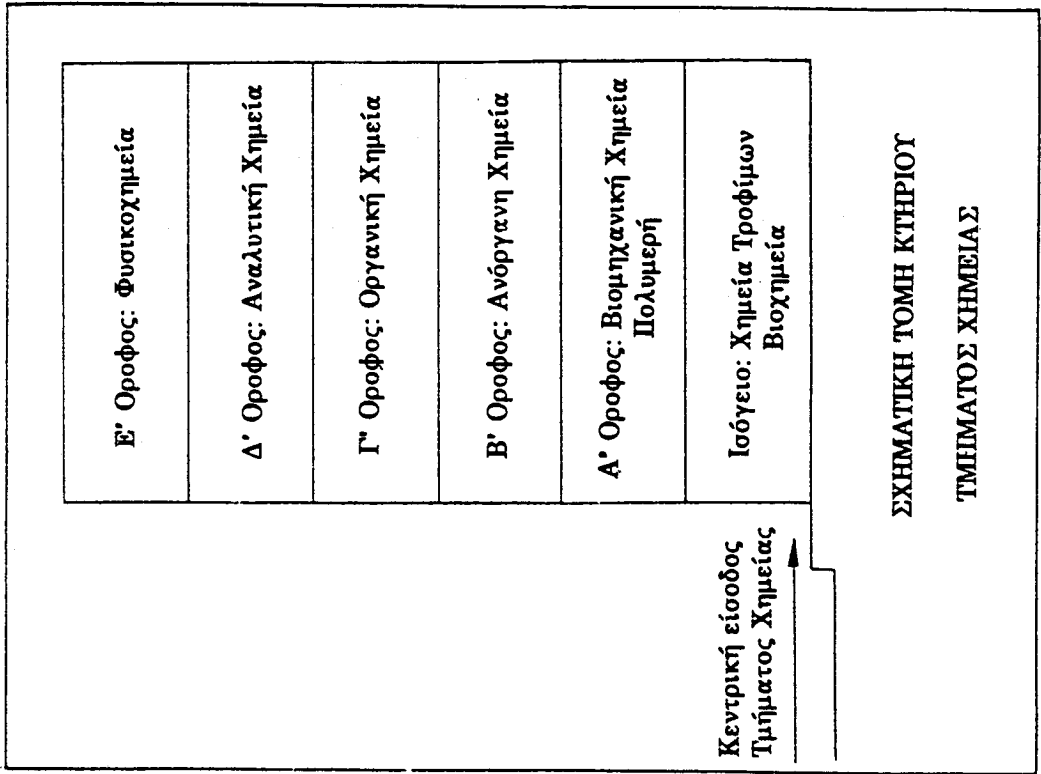 Ε' Οροφος: Φυσικοχημεία
Δ' Οροφος: Αναλυτική Χημεία
Γ" Οροφος: Οργανική Χημεία
Β' Οροφος: Ανόργανη Χημεία
Α' Οροφος: Βιομηχανική Χημεία
Πολυμερή
Ισόγειο: Χημεία Τροφίμων
Βιοχημεία
Κεντρική είσοδος
Τμήματος Χημείας
ΣΧΗΜΑΤΙΚΗ ΤΟΜΗ ΚΤΗΡΙΟΥ
ΤΜΗΜΑΤΟΣ ΧΗΜΕΙΑΣ